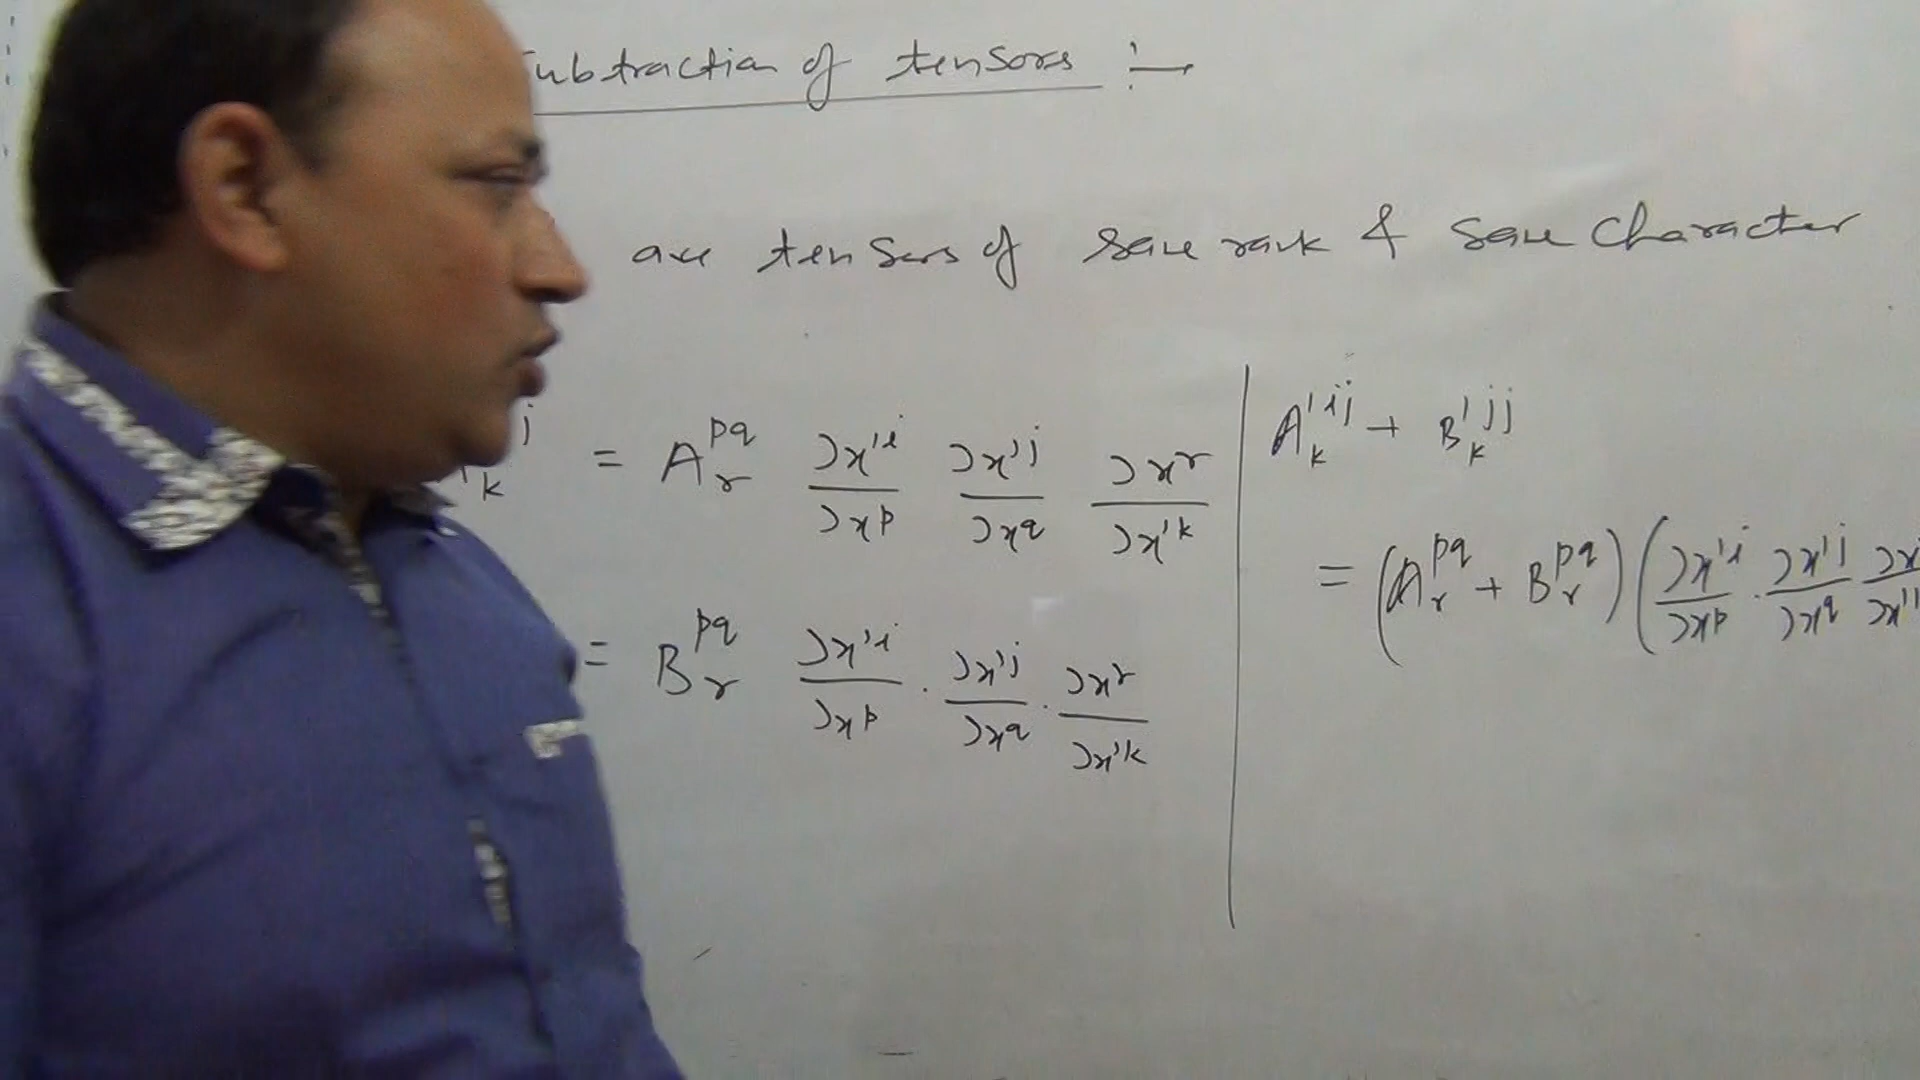 ubtraction of tensors :—
are tensors of same rank & same character
j k = A^{pq}_r ∂x'^i/∂x^p ∂x'^j/∂x^q ∂x^r/∂x'^k
= B^{pq}_r ∂x'^i/∂x^p · ∂x'^j/∂x^q · ∂x^r/∂x'^k
A'^{ij}_k + B'^{jj}_k
= (A^{pq}_r + B^{pq}_r) (∂x'^i/∂x^p · ∂x'^j/∂x^q ∂x/∂x'